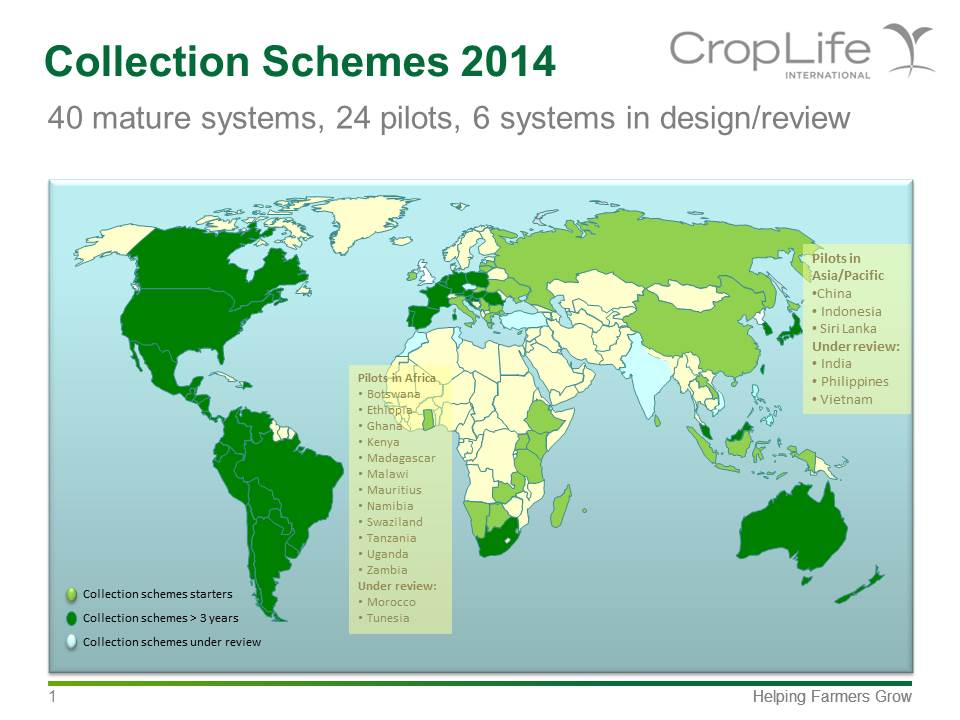 Collection Schemes 2014
CropLife
INTERNATIONAL
40 mature systems, 24 pilots, 6 systems in design/review
Pilots in
Asia/Pacific
•China
• Indonesia
• Siri Lanka
Under review:
• India
• Philippines
• Vietnam
Pilots in Africa
• Botswana
• Ethiopia
• Ghana
• Kenya
• Madagascar
• Malawi
• Mauritius
• Namibia
• Swaziland
• Tanzania
• Uganda
• Zambia
Under review:
• Morocco
• Tunesia
Collection schemes starters
Collection schemes > 3 years
Collection schemes under review
1
Helping Farmers Grow